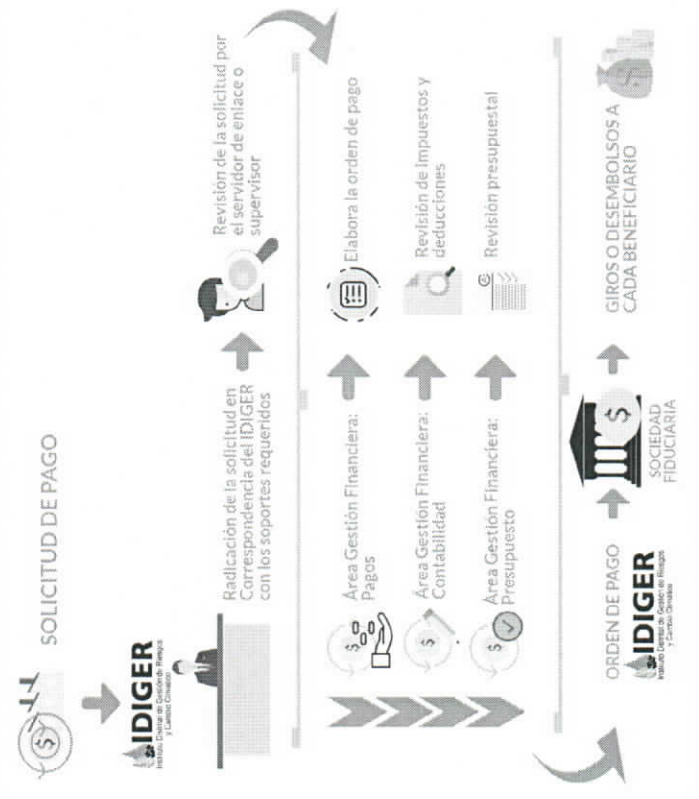 SOLICITUD DE PAGO
IDIGER
Instituto Distrital de Gestión de Riesgos
y Cambio Climático
Radicación de la solicitud en
Correspondencia del IDIGER
con los soportes requeridos
Revisión de la solicitud por
el servidor de enlace o
supervisor
Área Gestión Financiera:
Pagos
Elabora la orden de pago
Área Gestión Financiera:
Contabilidad
Revisión de Impuestos y
deducciones
Área Gestión Financiera:
Presupuesto
Revisión presupuestal
ORDEN DE PAGO
IDIGER
Instituto Distrital de Gestión de Riesgos
y Cambio Climático
SOCIEDAD
FIDUCIARIA
GIROS O DESEMBOLSOS A
CADA BENEFICIARIO